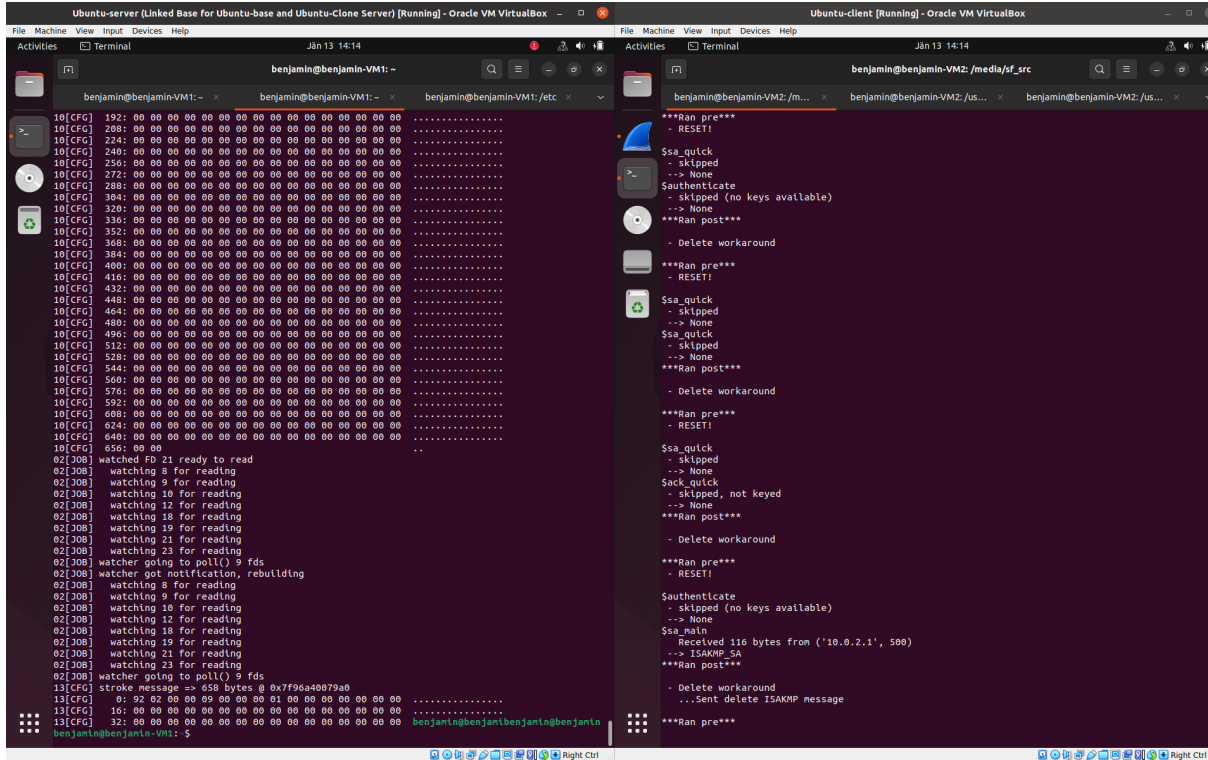 Ubuntu-server (Linked Base for Ubuntu-base and Ubuntu-Clone Server) [Running] - Oracle VM VirtualBox
File Machine View Input Devices Help
Activities Terminal Jän 13 14:14
benjamin@benjamin-VM1: ~
benjamin@benjamin-VM1: ~ benjamin@benjamin-VM1: ~ benjamin@benjamin-VM1: /etc
10[CFG]  192: 00 00 00 00 00 00 00 00 00 00 00 00 00 00 00 00  ................
10[CFG]  208: 00 00 00 00 00 00 00 00 00 00 00 00 00 00 00 00  ................
10[CFG]  224: 00 00 00 00 00 00 00 00 00 00 00 00 00 00 00 00  ................
10[CFG]  240: 00 00 00 00 00 00 00 00 00 00 00 00 00 00 00 00  ................
10[CFG]  256: 00 00 00 00 00 00 00 00 00 00 00 00 00 00 00 00  ................
10[CFG]  272: 00 00 00 00 00 00 00 00 00 00 00 00 00 00 00 00  ................
10[CFG]  288: 00 00 00 00 00 00 00 00 00 00 00 00 00 00 00 00  ................
10[CFG]  304: 00 00 00 00 00 00 00 00 00 00 00 00 00 00 00 00  ................
10[CFG]  320: 00 00 00 00 00 00 00 00 00 00 00 00 00 00 00 00  ................
10[CFG]  336: 00 00 00 00 00 00 00 00 00 00 00 00 00 00 00 00  ................
10[CFG]  352: 00 00 00 00 00 00 00 00 00 00 00 00 00 00 00 00  ................
10[CFG]  368: 00 00 00 00 00 00 00 00 00 00 00 00 00 00 00 00  ................
10[CFG]  384: 00 00 00 00 00 00 00 00 00 00 00 00 00 00 00 00  ................
10[CFG]  400: 00 00 00 00 00 00 00 00 00 00 00 00 00 00 00 00  ................
10[CFG]  416: 00 00 00 00 00 00 00 00 00 00 00 00 00 00 00 00  ................
10[CFG]  432: 00 00 00 00 00 00 00 00 00 00 00 00 00 00 00 00  ................
10[CFG]  448: 00 00 00 00 00 00 00 00 00 00 00 00 00 00 00 00  ................
10[CFG]  464: 00 00 00 00 00 00 00 00 00 00 00 00 00 00 00 00  ................
10[CFG]  480: 00 00 00 00 00 00 00 00 00 00 00 00 00 00 00 00  ................
10[CFG]  496: 00 00 00 00 00 00 00 00 00 00 00 00 00 00 00 00  ................
10[CFG]  512: 00 00 00 00 00 00 00 00 00 00 00 00 00 00 00 00  ................
10[CFG]  528: 00 00 00 00 00 00 00 00 00 00 00 00 00 00 00 00  ................
10[CFG]  544: 00 00 00 00 00 00 00 00 00 00 00 00 00 00 00 00  ................
10[CFG]  560: 00 00 00 00 00 00 00 00 00 00 00 00 00 00 00 00  ................
10[CFG]  576: 00 00 00 00 00 00 00 00 00 00 00 00 00 00 00 00  ................
10[CFG]  592: 00 00 00 00 00 00 00 00 00 00 00 00 00 00 00 00  ................
10[CFG]  608: 00 00 00 00 00 00 00 00 00 00 00 00 00 00 00 00  ................
10[CFG]  624: 00 00 00 00 00 00 00 00 00 00 00 00 00 00 00 00  ................
10[CFG]  640: 00 00 00 00 00 00 00 00 00 00 00 00 00 00 00 00  ................
10[CFG]  656: 00 00  ..
02[JOB] watched FD 21 ready to read
02[JOB]   watching 8 for reading
02[JOB]   watching 9 for reading
02[JOB]   watching 10 for reading
02[JOB]   watching 12 for reading
02[JOB]   watching 18 for reading
02[JOB]   watching 19 for reading
02[JOB]   watching 21 for reading
02[JOB]   watching 23 for reading
02[JOB] watcher going to poll() 9 fds
02[JOB] watcher got notification, rebuilding
02[JOB]   watching 8 for reading
02[JOB]   watching 9 for reading
02[JOB]   watching 10 for reading
02[JOB]   watching 12 for reading
02[JOB]   watching 18 for reading
02[JOB]   watching 19 for reading
02[JOB]   watching 21 for reading
02[JOB]   watching 23 for reading
02[JOB] watcher going to poll() 9 fds
13[CFG] stroke message => 658 bytes @ 0x7f96a40079a0
13[CFG]    0: 92 02 00 00 09 00 00 00 01 00 00 00 00 00 00 00  ................
13[CFG]   16: 00 00 00 00 00 00 00 00 00 00 00 00 00 00 00 00  ................
13[CFG]   32: 00 00 00 00 00 00 00 00 00 00 00 00 00 00 00 00  benjamin@benjamibenjamin@benjamin
benjamin@benjamin-VM1:~$
Right Ctrl
Ubuntu-client [Running] - Oracle VM VirtualBox
File Machine View Input Devices Help
Activities Terminal Jän 13 14:14
benjamin@benjamin-VM2: /media/sf_src
benjamin@benjamin-VM2: /m... benjamin@benjamin-VM2: /us... benjamin@benjamin-VM2: /us...
***Ran pre***
 - RESET!
$sa_quick
 - skipped
 --> None
$authenticate
 - skipped (no keys available)
 --> None
***Ran post***
 - Delete workaround
***Ran pre***
 - RESET!
$sa_quick
 - skipped
 --> None
$sa_quick
 - skipped
 --> None
***Ran post***
 - Delete workaround
***Ran pre***
 - RESET!
$sa_quick
 - skipped
 --> None
$ack_quick
 - skipped, not keyed
 --> None
***Ran post***
 - Delete workaround
***Ran pre***
 - RESET!
$authenticate
 - skipped (no keys available)
 --> None
$sa_main
   Received 116 bytes from ('10.0.2.1', 500)
 --> ISAKMP_SA
***Ran post***
 - Delete workaround
   ...Sent delete ISAKMP message
***Ran pre***
Right Ctrl